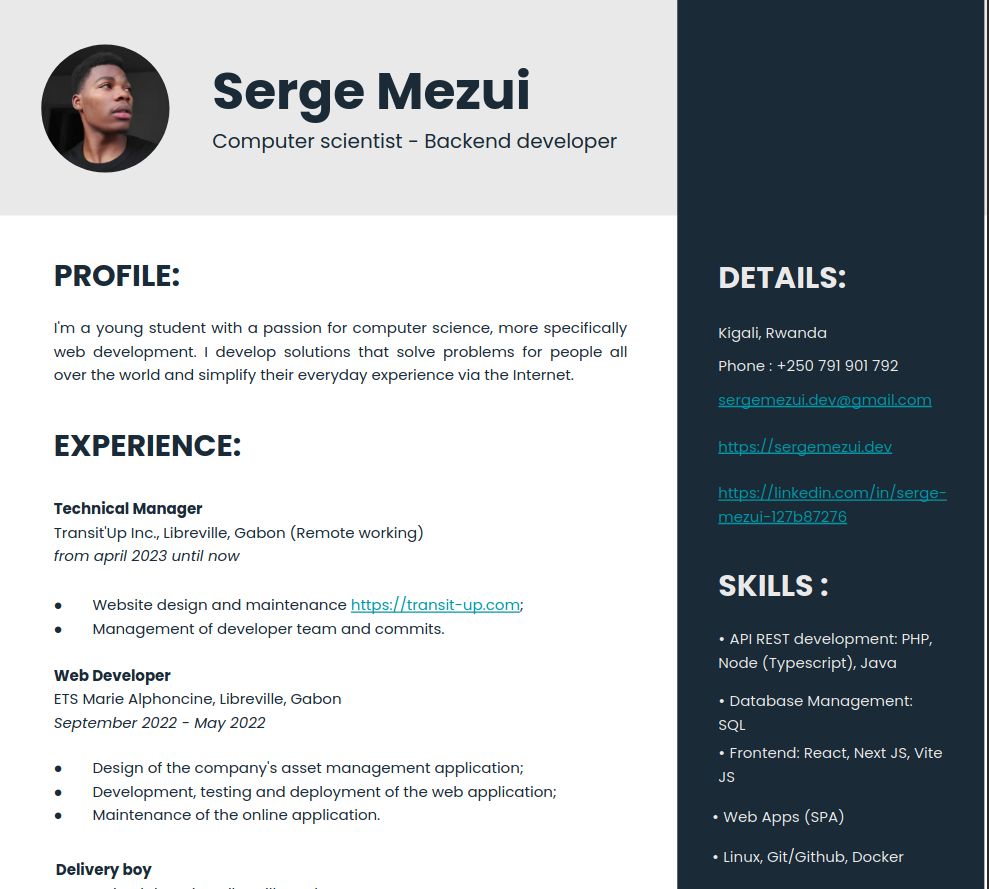 Serge Mezui
Computer scientist - Backend developer
PROFILE:
I'm a young student with a passion for computer science, more specifically
web development. I develop solutions that solve problems for people all
over the world and simplify their everyday experience via the Internet.
EXPERIENCE:
Technical Manager
Transit'Up Inc., Libreville, Gabon (Remote working)
from april 2023 until now
● Website design and maintenance https://transit-up.com;
● Management of developer team and commits.
Web Developer
ETS Marie Alphoncine, Libreville, Gabon
September 2022 - May 2022
● Design of the company's asset management application;
● Development, testing and deployment of the web application;
● Maintenance of the online application.
Delivery boy
DETAILS:
Kigali, Rwanda
Phone : +250 791 901 792
sergemezui.dev@gmail.com
https://sergemezui.dev
https://linkedin.com/in/serge-
mezui-127b87276
SKILLS :
• API REST development: PHP,
Node (Typescript), Java
• Database Management:
SQL
• Frontend: React, Next JS, Vite
JS
• Web Apps (SPA)
• Linux, Git/Github, Docker